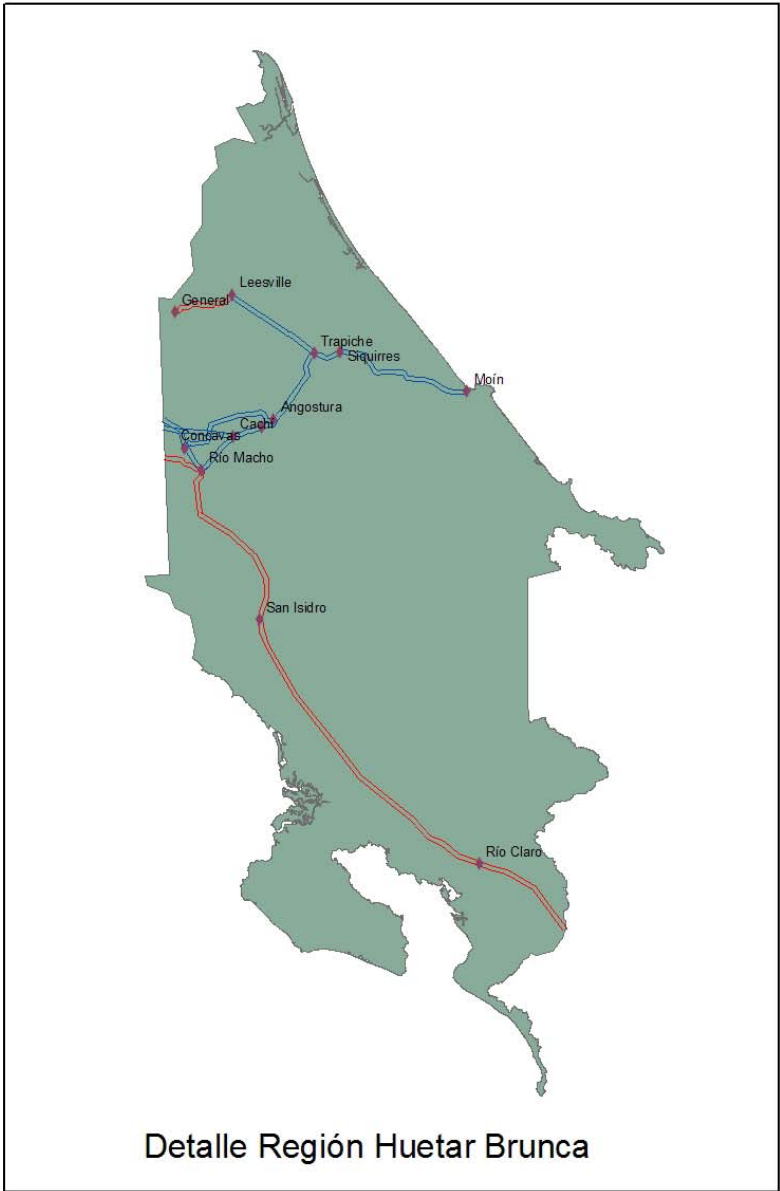 Leesville
General
Trapiche
Siquirres
Moín
Angostura
Cachí
Concavas
Río Macho
San Isidro
Río Claro
Detalle Región Huetar Brunca